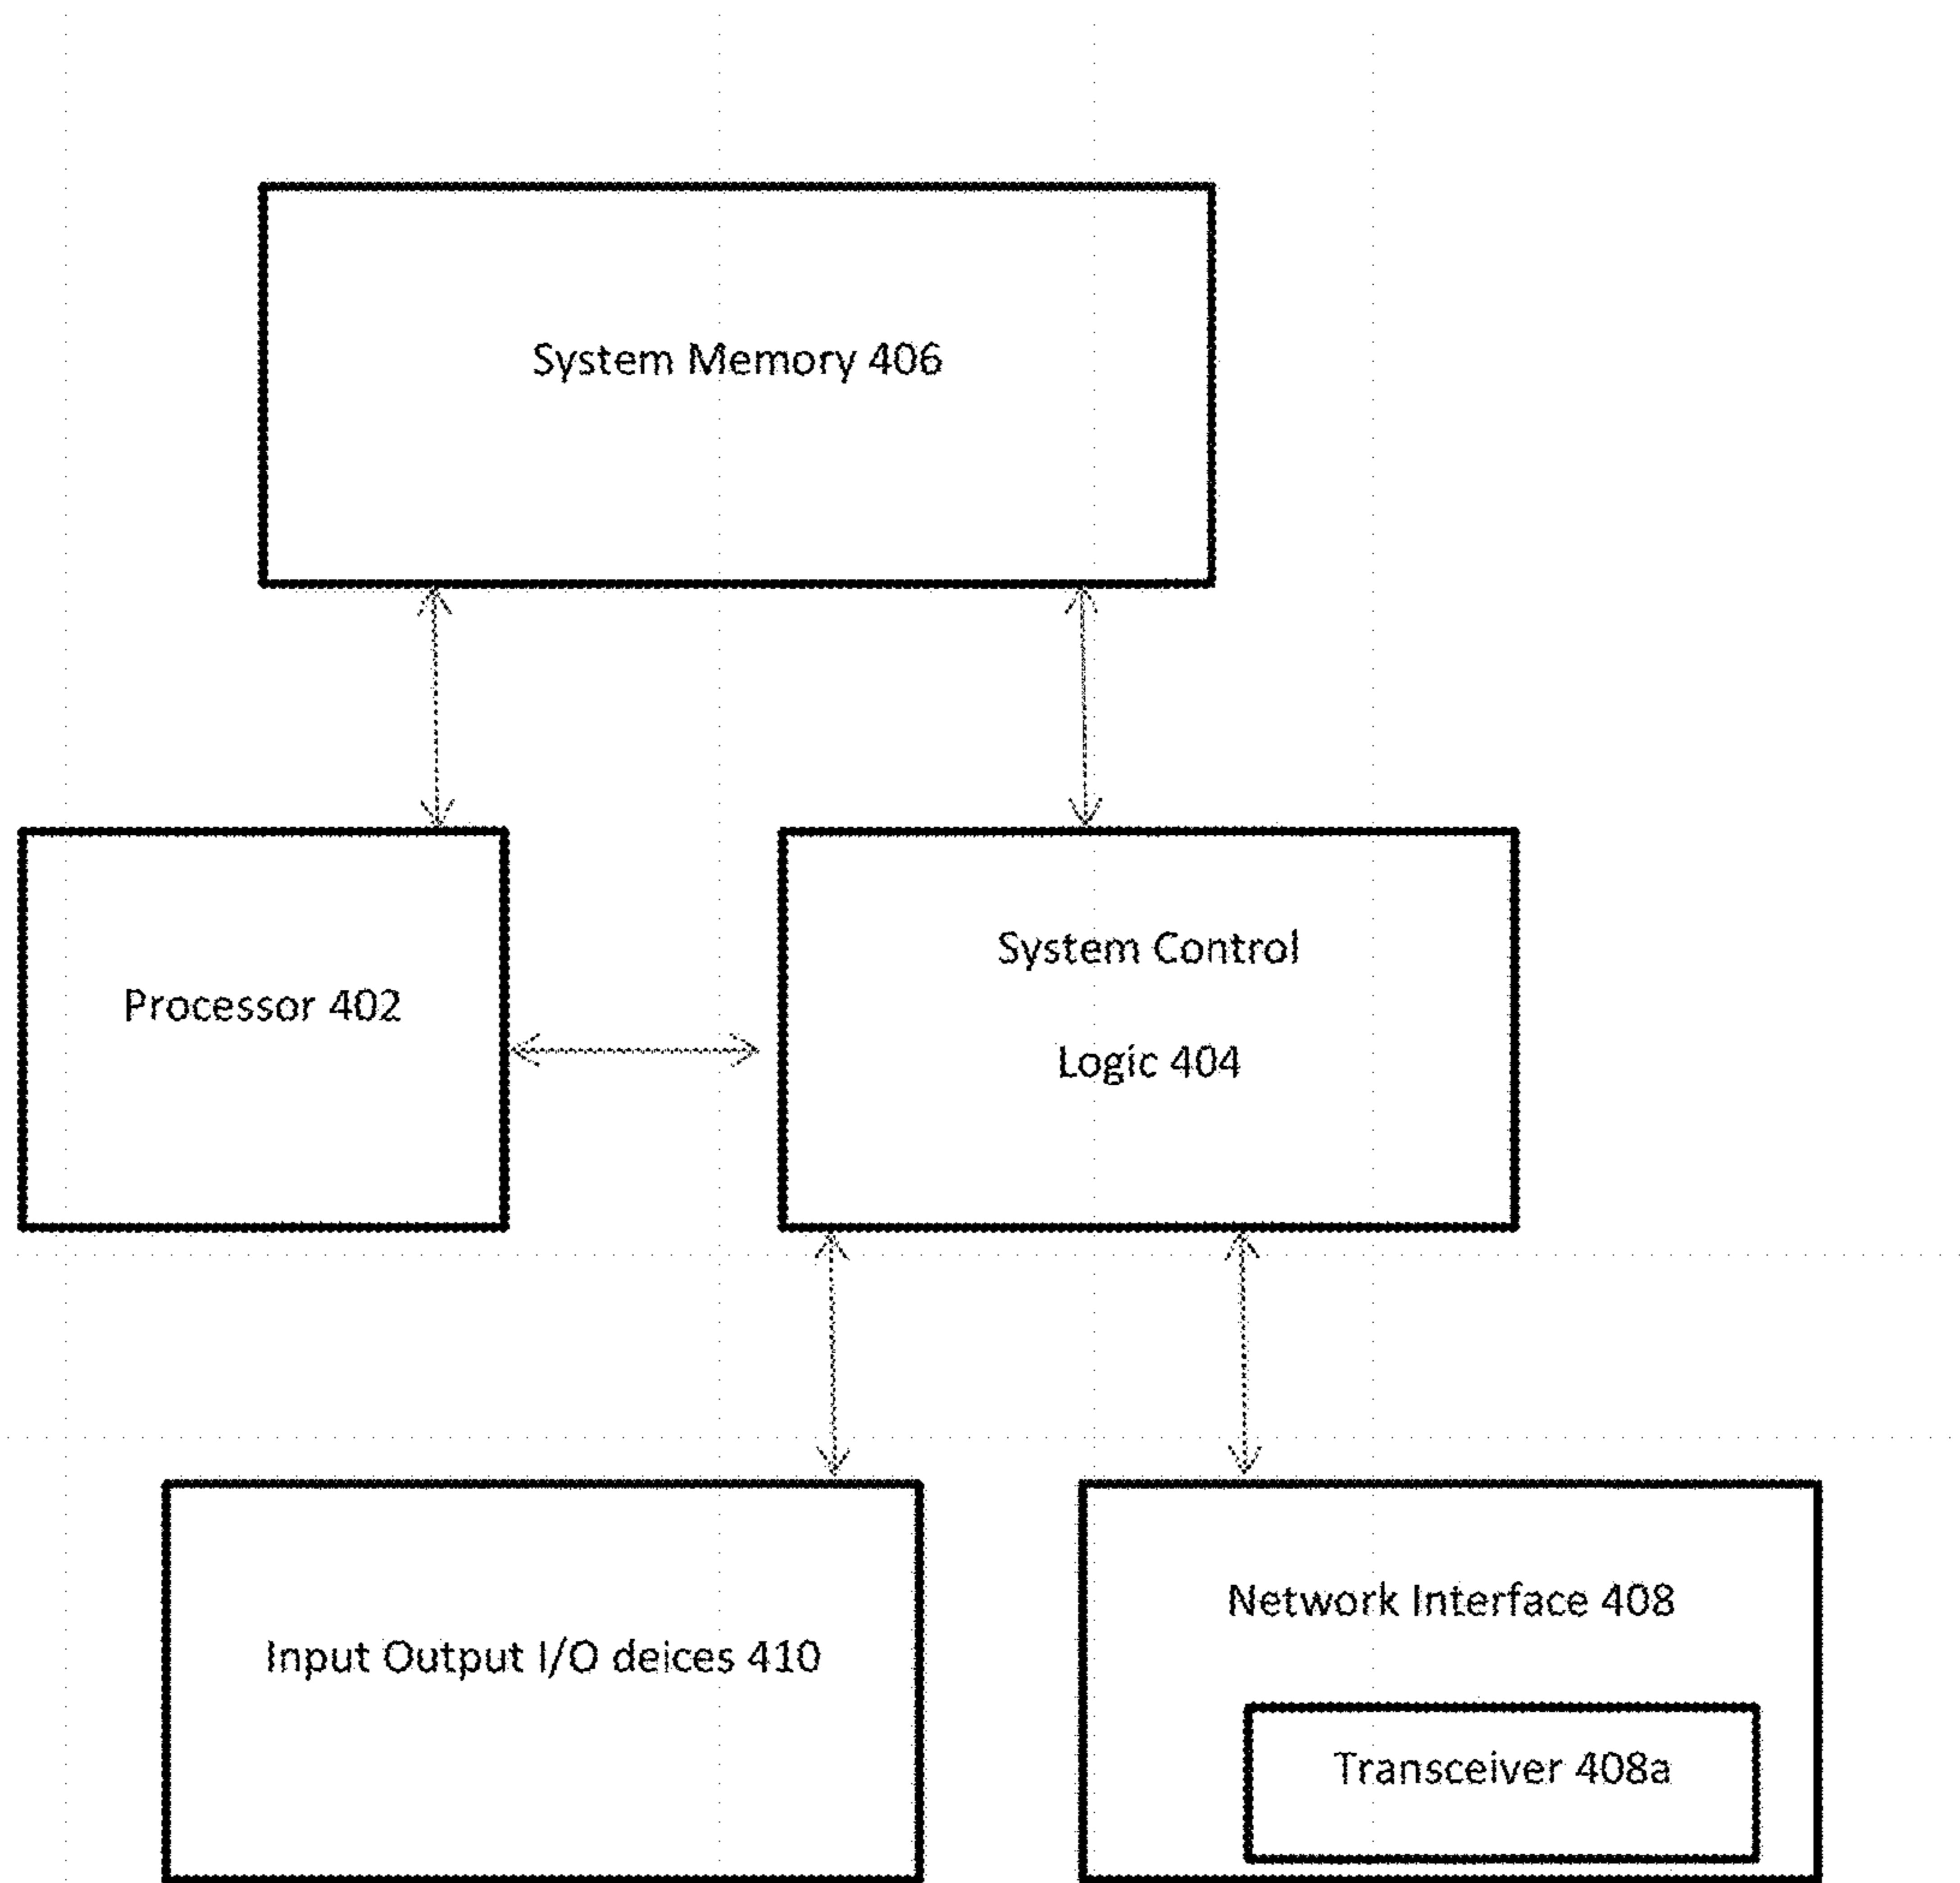 System Memory 406
Processor 402
System Control
Logic 404
Input Output I/O deices 410
Network Interface 408
Transceiver 408a